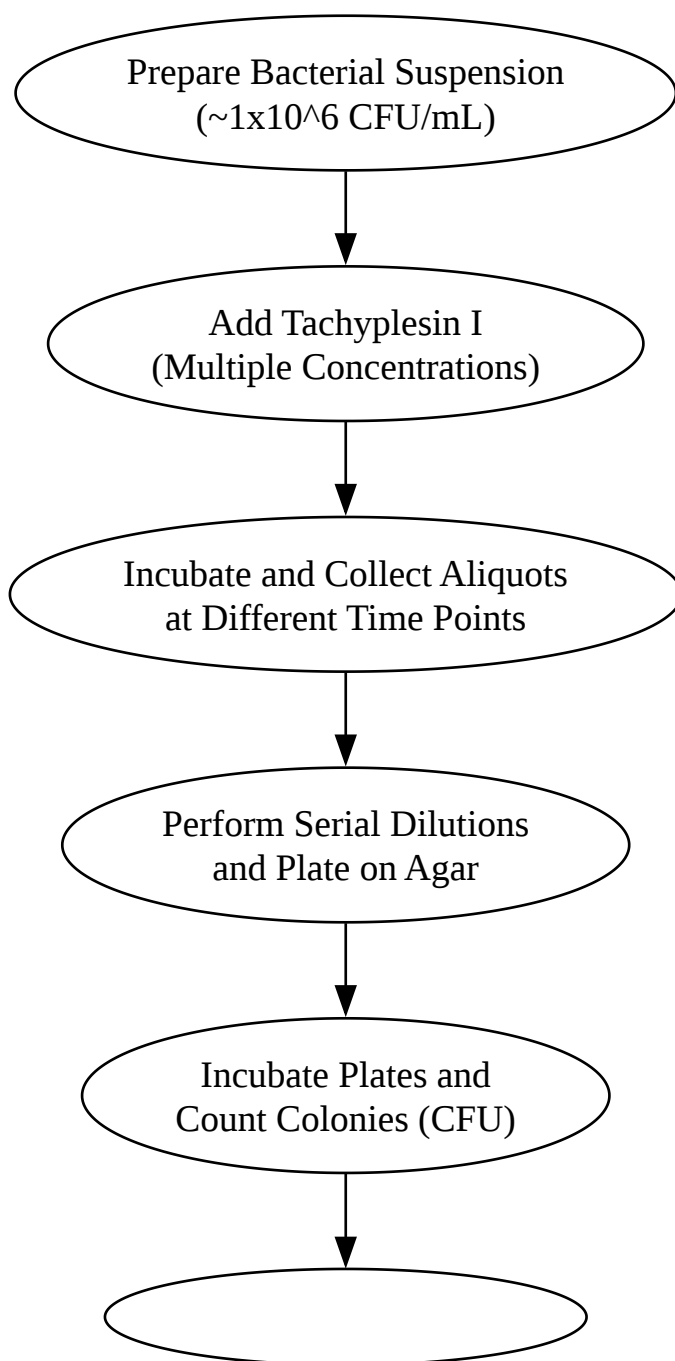 Prepare Bacterial Suspension
(~1x10^6 CFU/mL)
Add Tachyplesin I
(Multiple Concentrations)
Incubate and Collect Aliquots
at Different Time Points
Perform Serial Dilutions
and Plate on Agar
Incubate Plates and
Count Colonies (CFU)